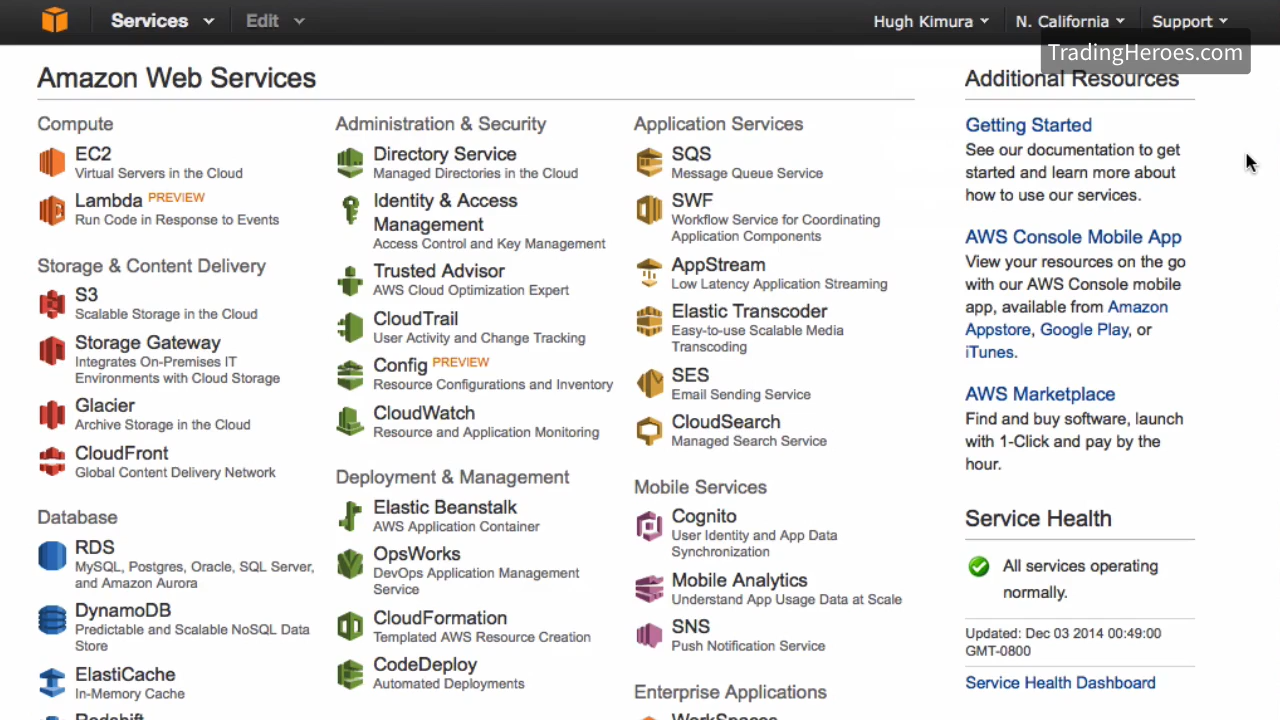 Services
Edit
Hugh Kimura
N. California
Support
TradingHeroes.com
Amazon Web Services
Compute
EC2
Virtual Servers in the Cloud
Lambda PREVIEW
Run Code in Response to Events
Storage & Content Delivery
S3
Scalable Storage in the Cloud
Storage Gateway
Integrates On-Premises IT
Environments with Cloud Storage
Glacier
Archive Storage in the Cloud
CloudFront
Global Content Delivery Network
Database
RDS
MySQL, Postgres, Oracle, SQL Server,
and Amazon Aurora
DynamoDB
Predictable and Scalable NoSQL Data
Store
ElastiCache
In-Memory Cache
Redshift
Administration & Security
Directory Service
Managed Directories in the Cloud
Identity & Access
Management
Access Control and Key Management
Trusted Advisor
AWS Cloud Optimization Expert
CloudTrail
User Activity and Change Tracking
Config PREVIEW
Resource Configurations and Inventory
CloudWatch
Resource and Application Monitoring
Deployment & Management
Elastic Beanstalk
AWS Application Container
OpsWorks
DevOps Application Management
Service
CloudFormation
Templated AWS Resource Creation
CodeDeploy
Automated Deployments
Application Services
SQS
Message Queue Service
SWF
Workflow Service for Coordinating
Application Components
AppStream
Low Latency Application Streaming
Elastic Transcoder
Easy-to-use Scalable Media
Transcoding
SES
Email Sending Service
CloudSearch
Managed Search Service
Mobile Services
Cognito
User Identity and App Data
Synchronization
Mobile Analytics
Understand App Usage Data at Scale
SNS
Push Notification Service
Enterprise Applications
WorkSpaces
Additional Resources
Getting Started
See our documentation to get
started and learn more about
how to use our services.
AWS Console Mobile App
View your resources on the go
with our AWS Console mobile
app, available from Amazon
Appstore, Google Play, or
iTunes.
AWS Marketplace
Find and buy software, launch
with 1-Click and pay by the
hour.
Service Health
All services operating
normally.
Updated: Dec 03 2014 00:49:00
GMT-0800
Service Health Dashboard